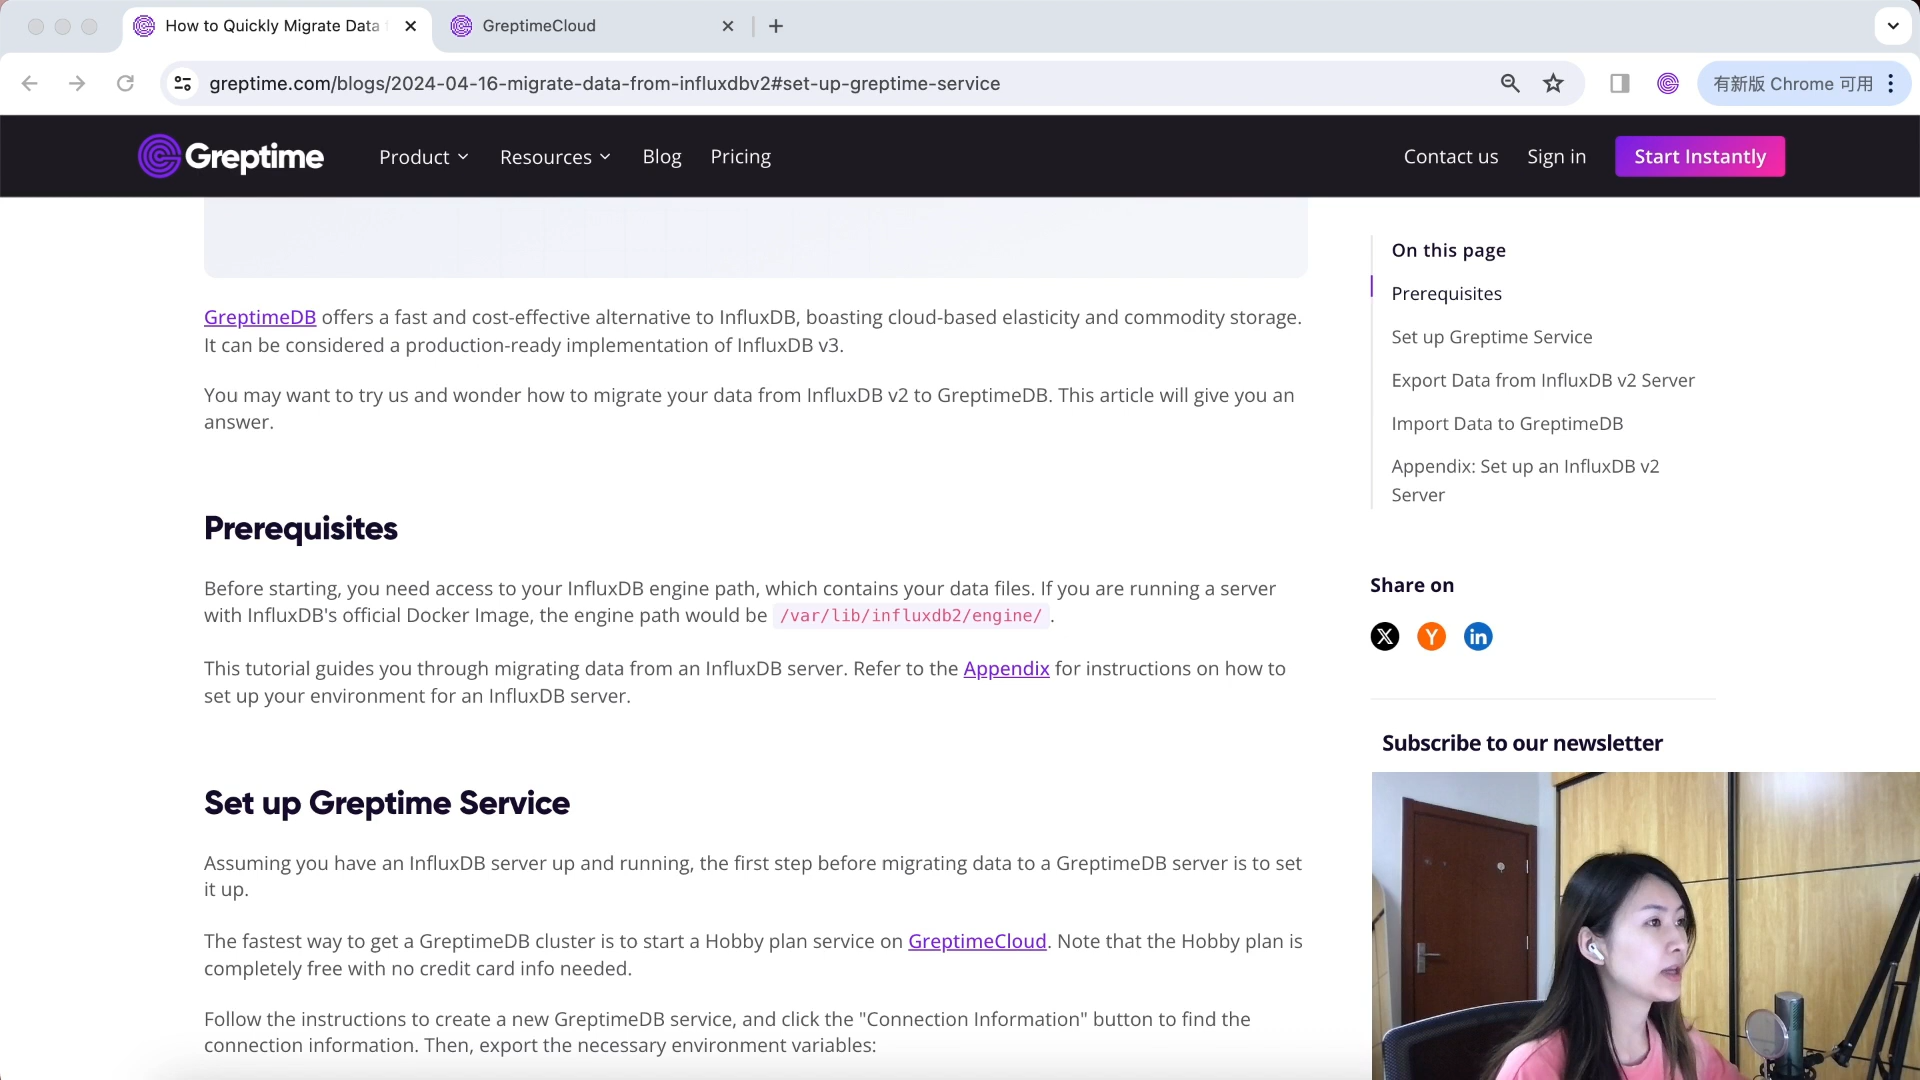 How to Quickly Migrate Data
GreptimeCloud
greptime.com/blogs/2024-04-16-migrate-data-from-influxdbv2#set-up-greptime-service
有新版 Chrome 可用
Greptime
Product
Resources
Blog
Pricing
Contact us
Sign in
Start Instantly
GreptimeDB offers a fast and cost-effective alternative to InfluxDB, boasting cloud-based elasticity and commodity storage.
It can be considered a production-ready implementation of InfluxDB v3.
You may want to try us and wonder how to migrate your data from InfluxDB v2 to GreptimeDB. This article will give you an
answer.
Prerequisites
Before starting, you need access to your InfluxDB engine path, which contains your data files. If you are running a server
with InfluxDB's official Docker Image, the engine path would be /var/lib/influxdb2/engine/ .
This tutorial guides you through migrating data from an InfluxDB server. Refer to the Appendix for instructions on how to
set up your environment for an InfluxDB server.
Set up Greptime Service
Assuming you have an InfluxDB server up and running, the first step before migrating data to a GreptimeDB server is to set
it up.
The fastest way to get a GreptimeDB cluster is to start a Hobby plan service on GreptimeCloud. Note that the Hobby plan is
completely free with no credit card info needed.
Follow the instructions to create a new GreptimeDB service, and click the "Connection Information" button to find the
connection information. Then, export the necessary environment variables:
On this page
Prerequisites
Set up Greptime Service
Export Data from InfluxDB v2 Server
Import Data to GreptimeDB
Appendix: Set up an InfluxDB v2
Server
Share on
X
Y
in
Subscribe to our newsletter